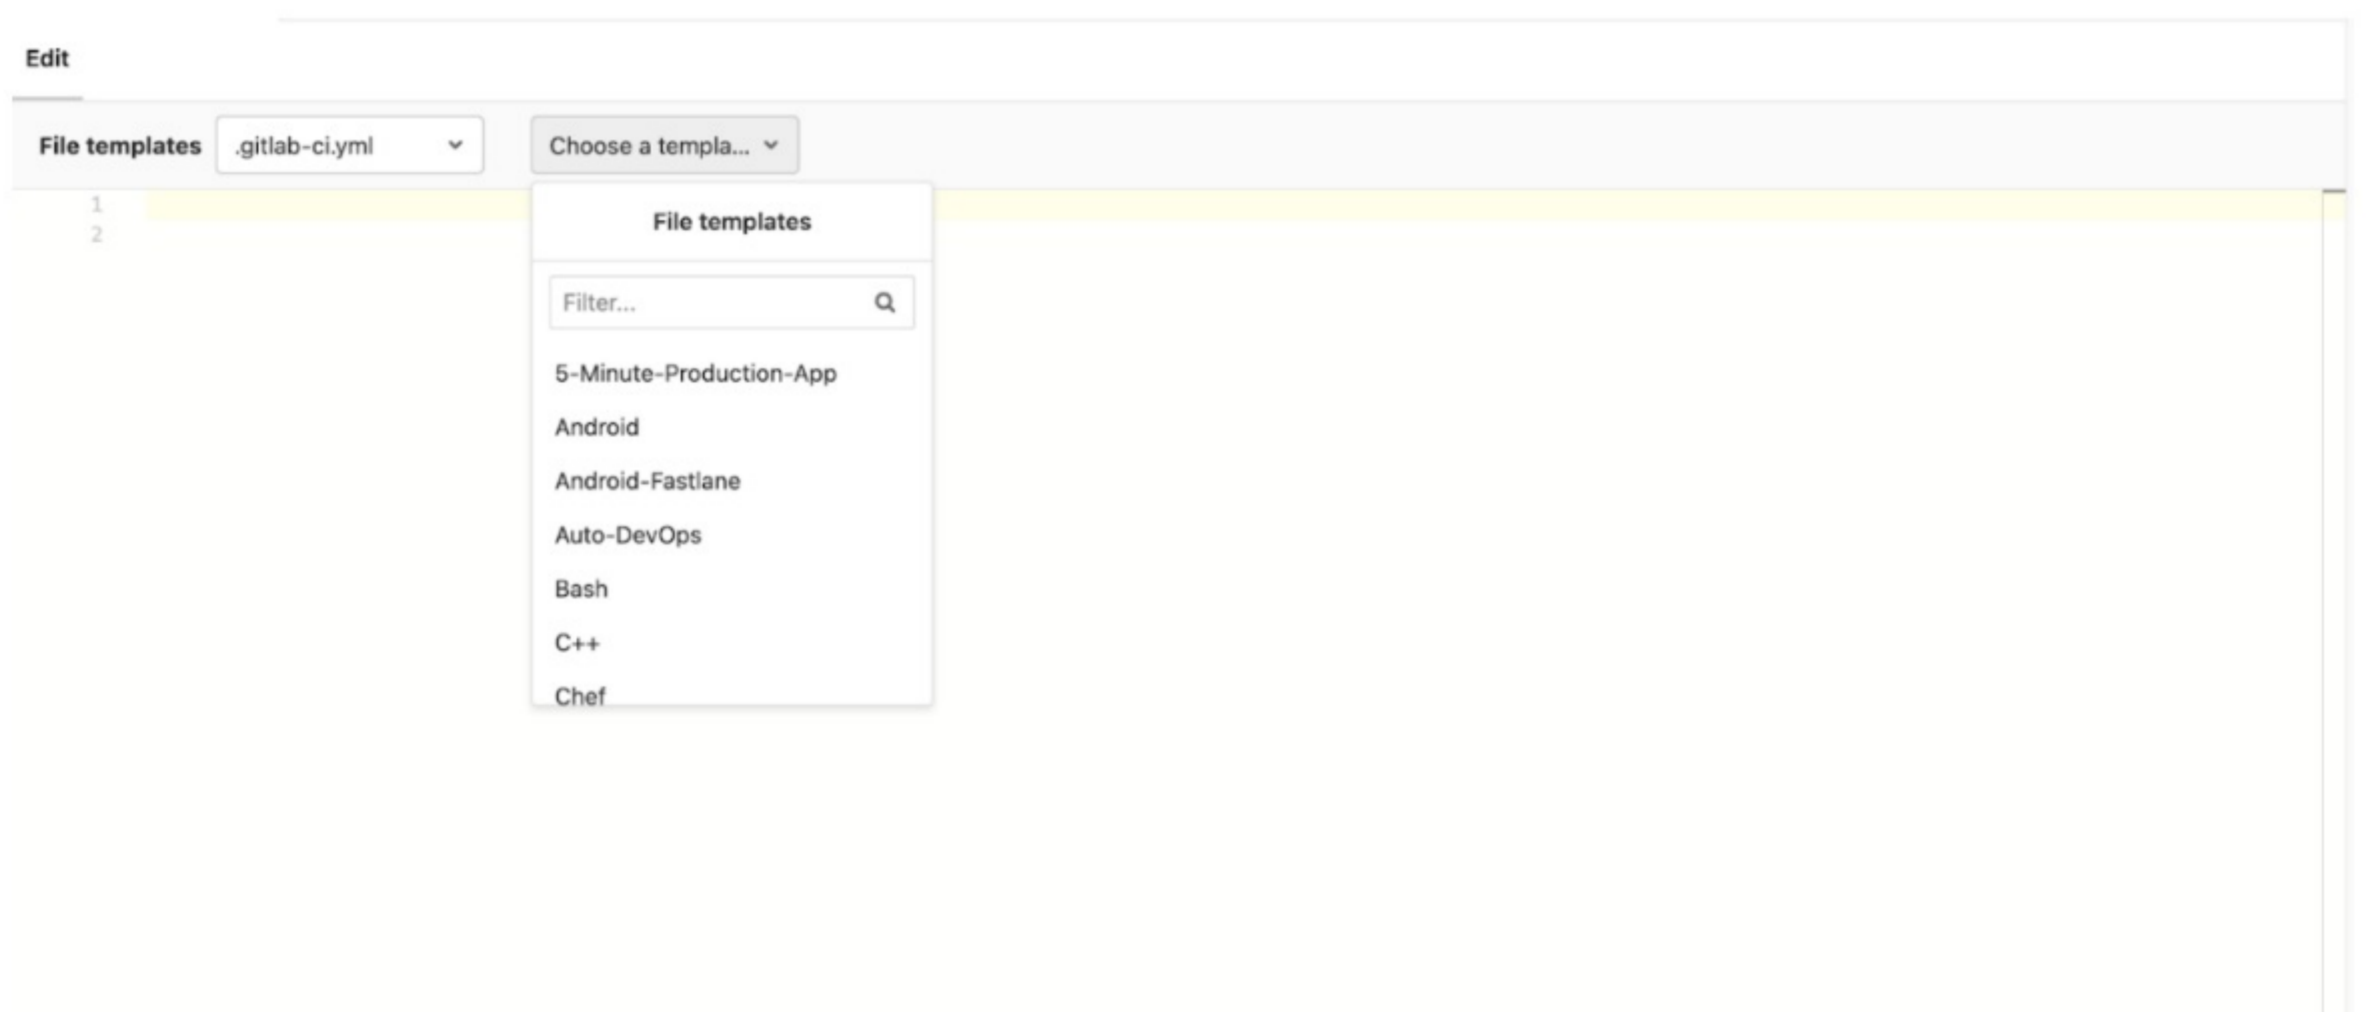 Edit
File templates .gitlab-ci.yml Choose a templa...
1
2
File templates
Filter...
5-Minute-Production-App
Android
Android-Fastlane
Auto-DevOps
Bash
C++
Chef